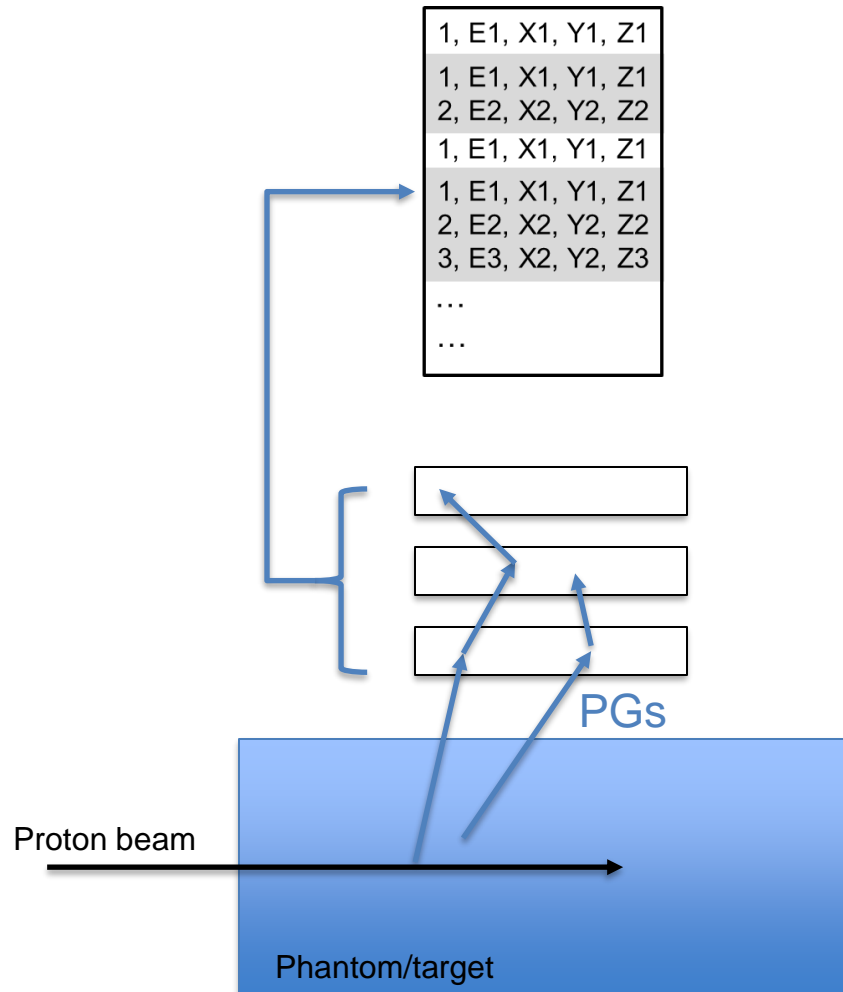 1, E1, X1, Y1, Z1
1, E1, X1, Y1, Z1
2, E2, X2, Y2, Z2
1, E1, X1, Y1, Z1
1, E1, X1, Y1, Z1
2, E2, X2, Y2, Z2
3, E3, X2, Y2, Z3
…
…
PGs
Proton beam
Phantom/target